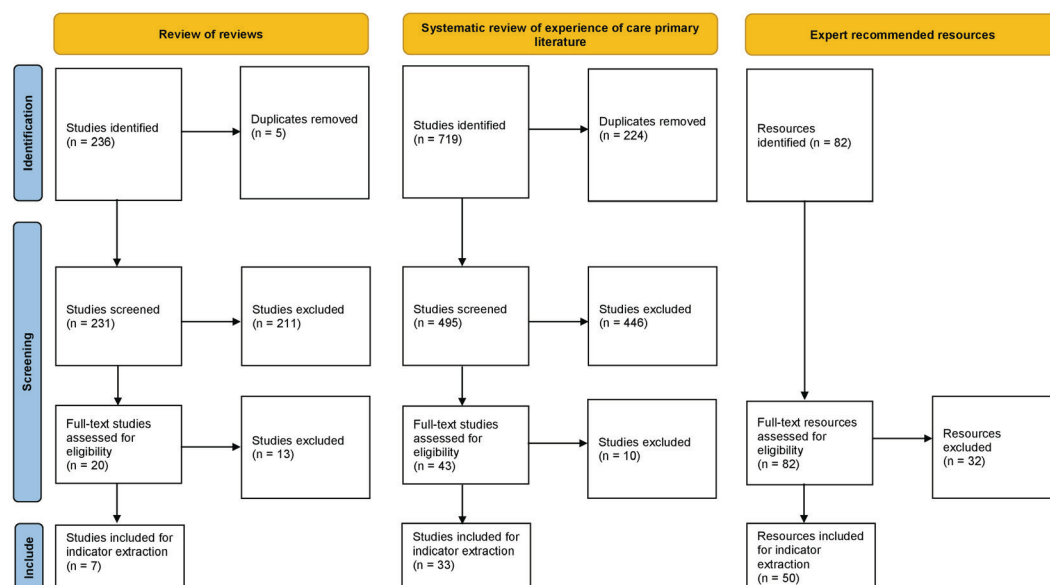 Review of reviews
Systematic review of experience of care primary
literature
Expert recommended resources
Identification
Studies identified
(n = 236)
Duplicates removed
(n = 5)
Studies identified
(n = 719)
Duplicates removed
(n = 224)
Resources
identified (n = 82)
Screening
Studies screened
(n = 231)
Studies excluded
(n = 211)
Studies screened
(n = 495)
Studies excluded
(n = 446)
Full-text studies
assessed for
eligibility
(n = 20)
Studies excluded
(n = 13)
Full-text studies
assessed for
eligibility
(n = 43)
Studies excluded
(n = 10)
Full-text resources
assessed for
eligibility
(n = 82)
Resources
excluded
(n = 32)
Include
Studies included for
indicator extraction
(n = 7)
Studies included for
indicator extraction
(n = 33)
Resources included
for indicator
extraction
(n = 50)